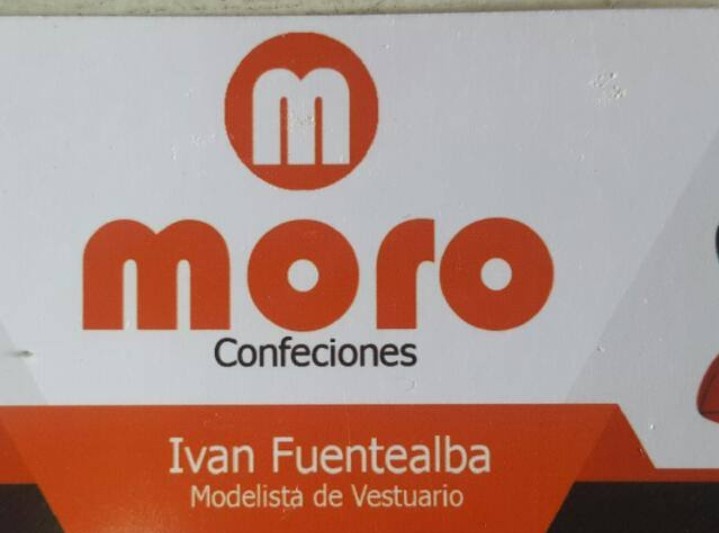 m
moro
Confeciones
Ivan Fuentealba
Modelista de Vestuario